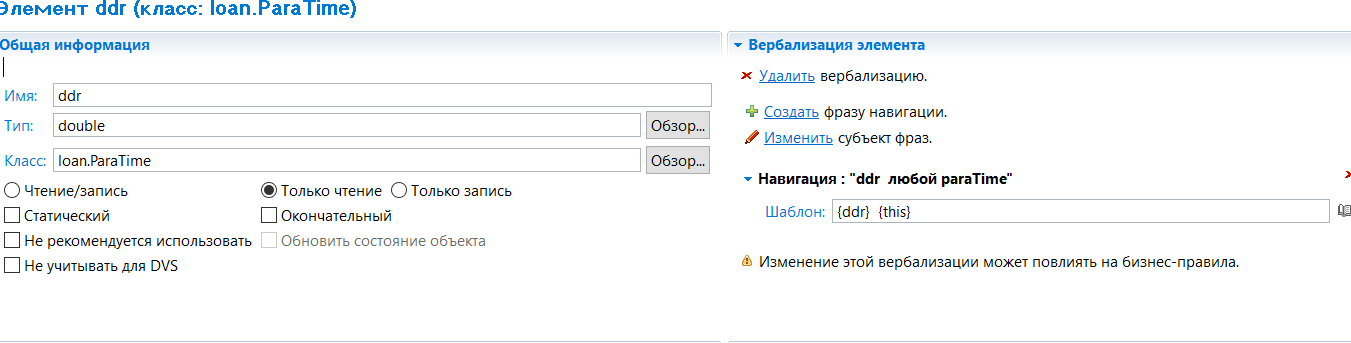 Элемент ddr (класс: loan.ParaTime)
Общая информация
Имя: ddr
Тип: double Обзор...
Класс: loan.ParaTime Обзор...
Чтение/запись Только чтение Только запись
Статический Окончательный
Не рекомендуется использовать Обновить состояние объекта
Не учитывать для DVS
Вербализация элемента
Удалить вербализацию.
Создать фразу навигации.
Изменить субъект фраз.
Навигация : "ddr любой paraTime"
Шаблон: {ddr} {this}
Изменение этой вербализации может повлиять на бизнес-правила.